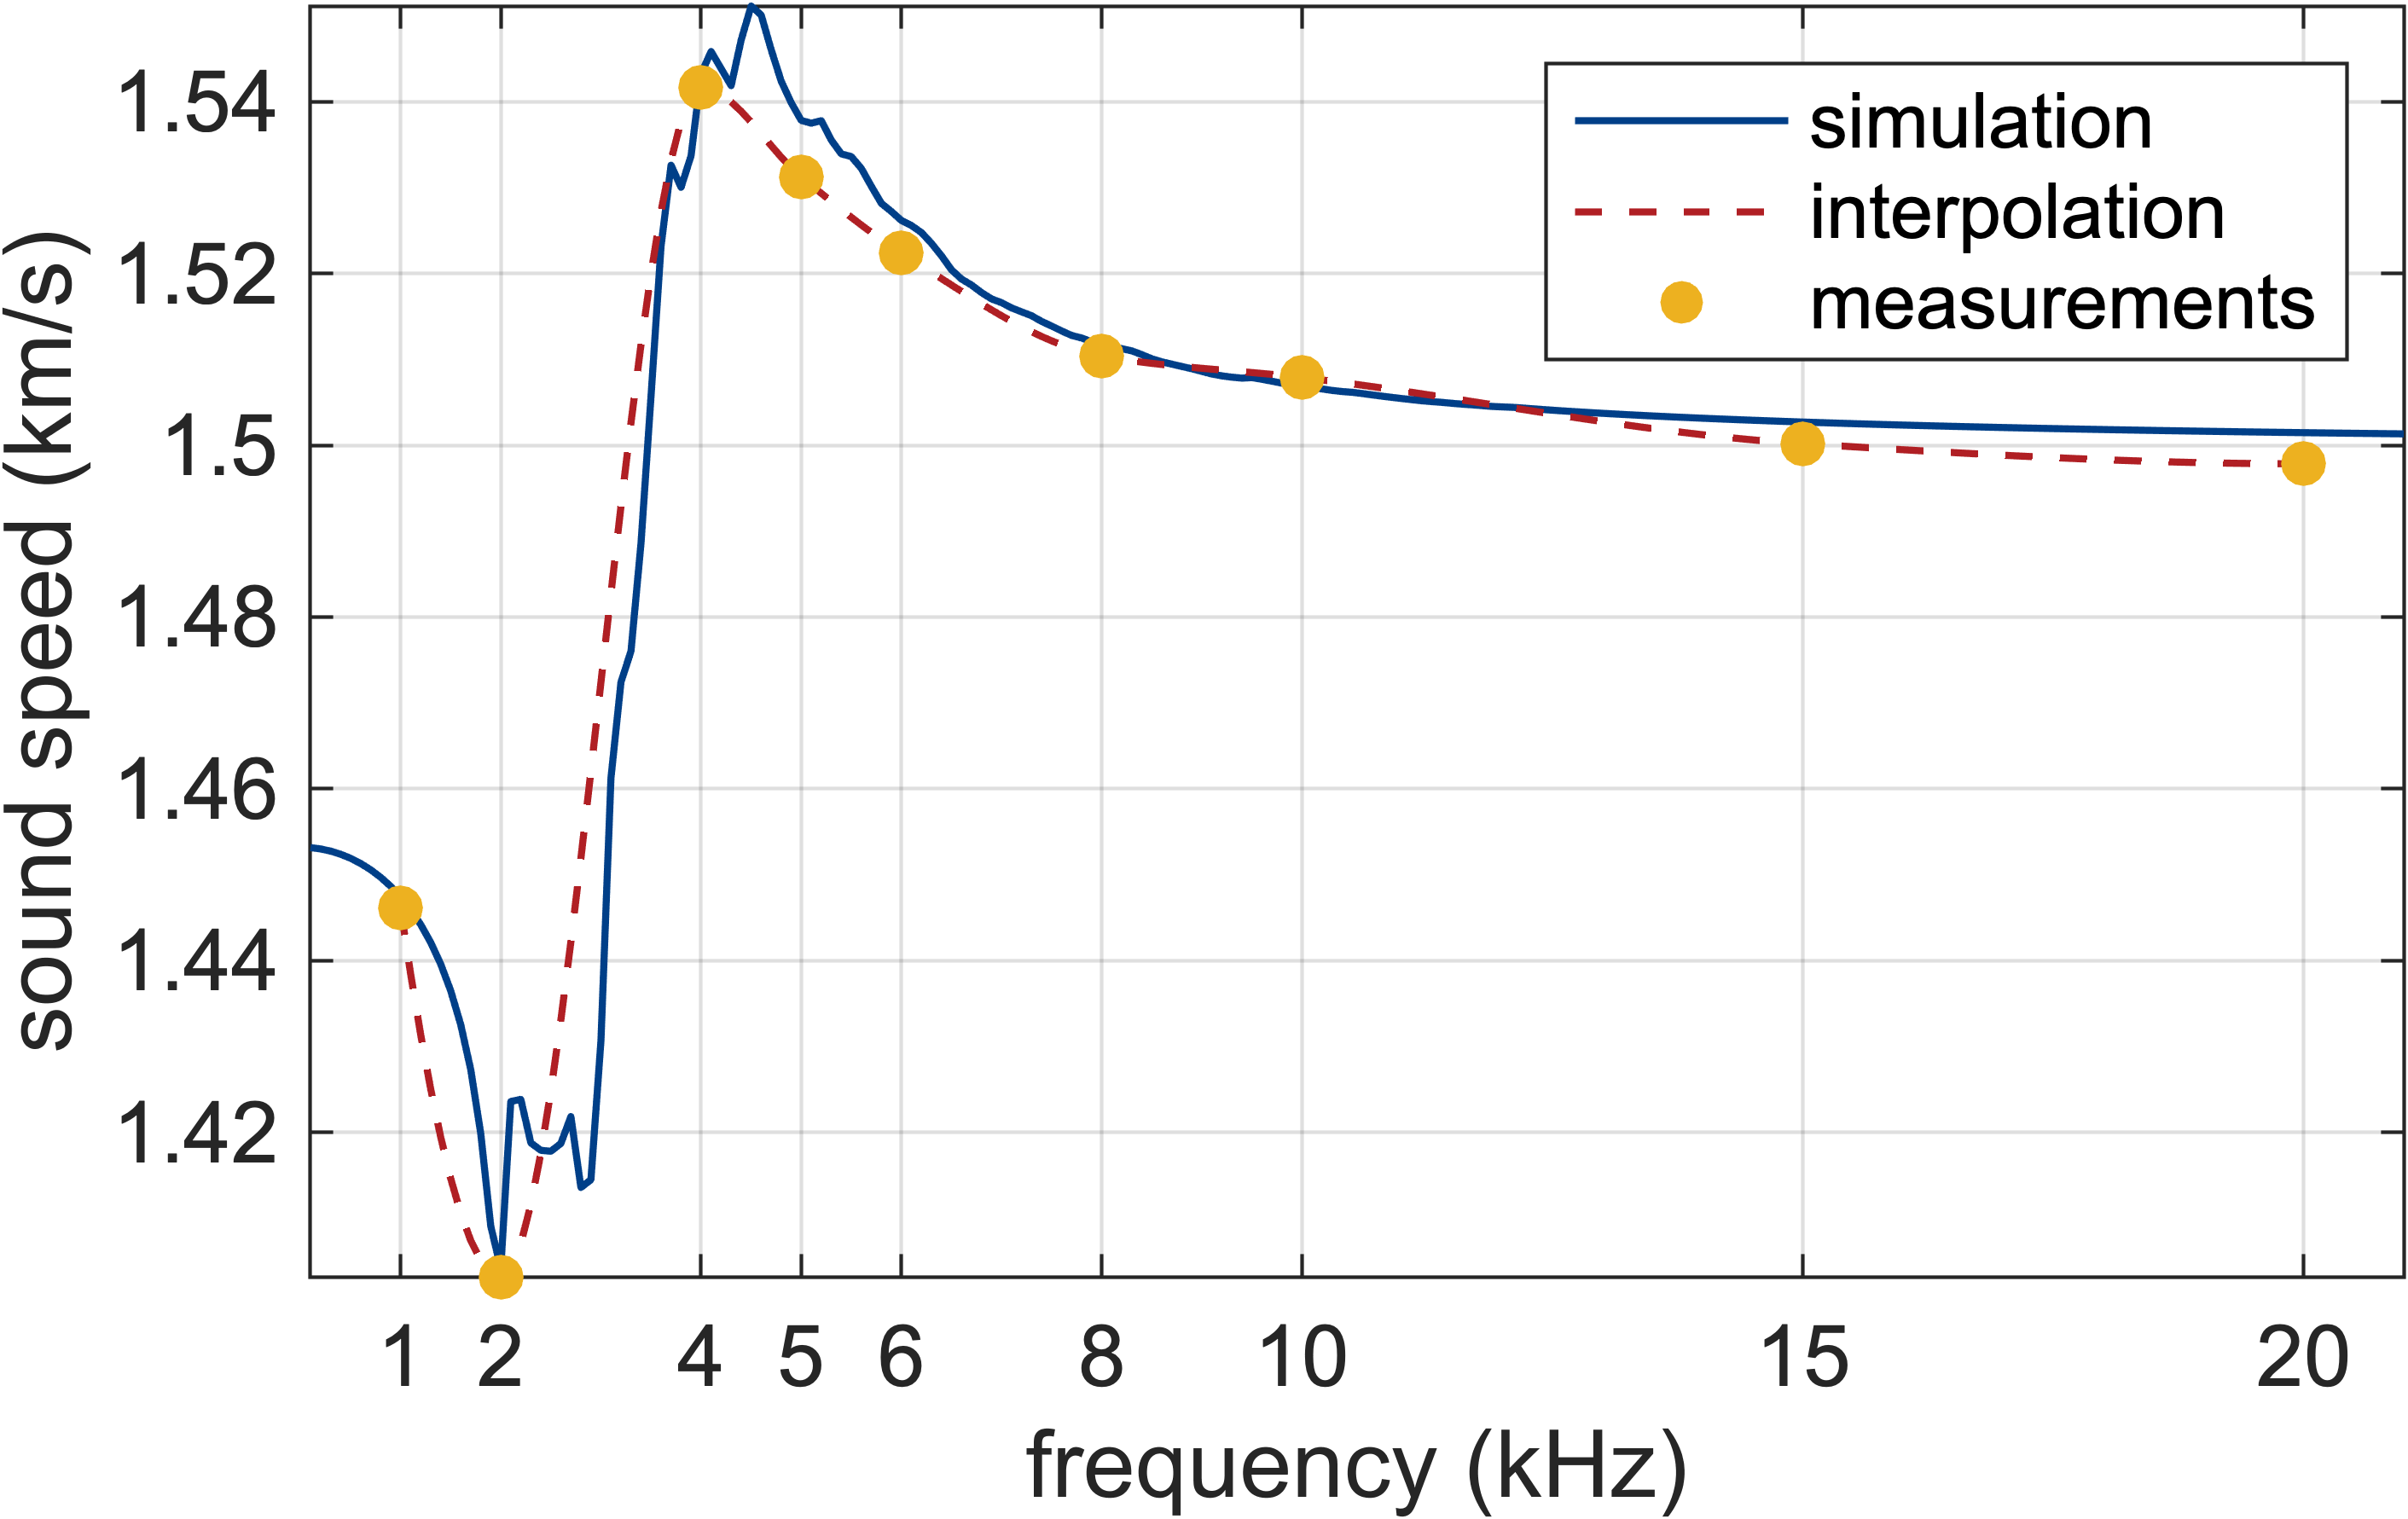 sound speed (km/s)
1.54
1.52
1.5
1.48
1.46
1.44
1.42
simulation
interpolation
measurements
1 2 4 5 6 8 10 15 20
frequency (kHz)